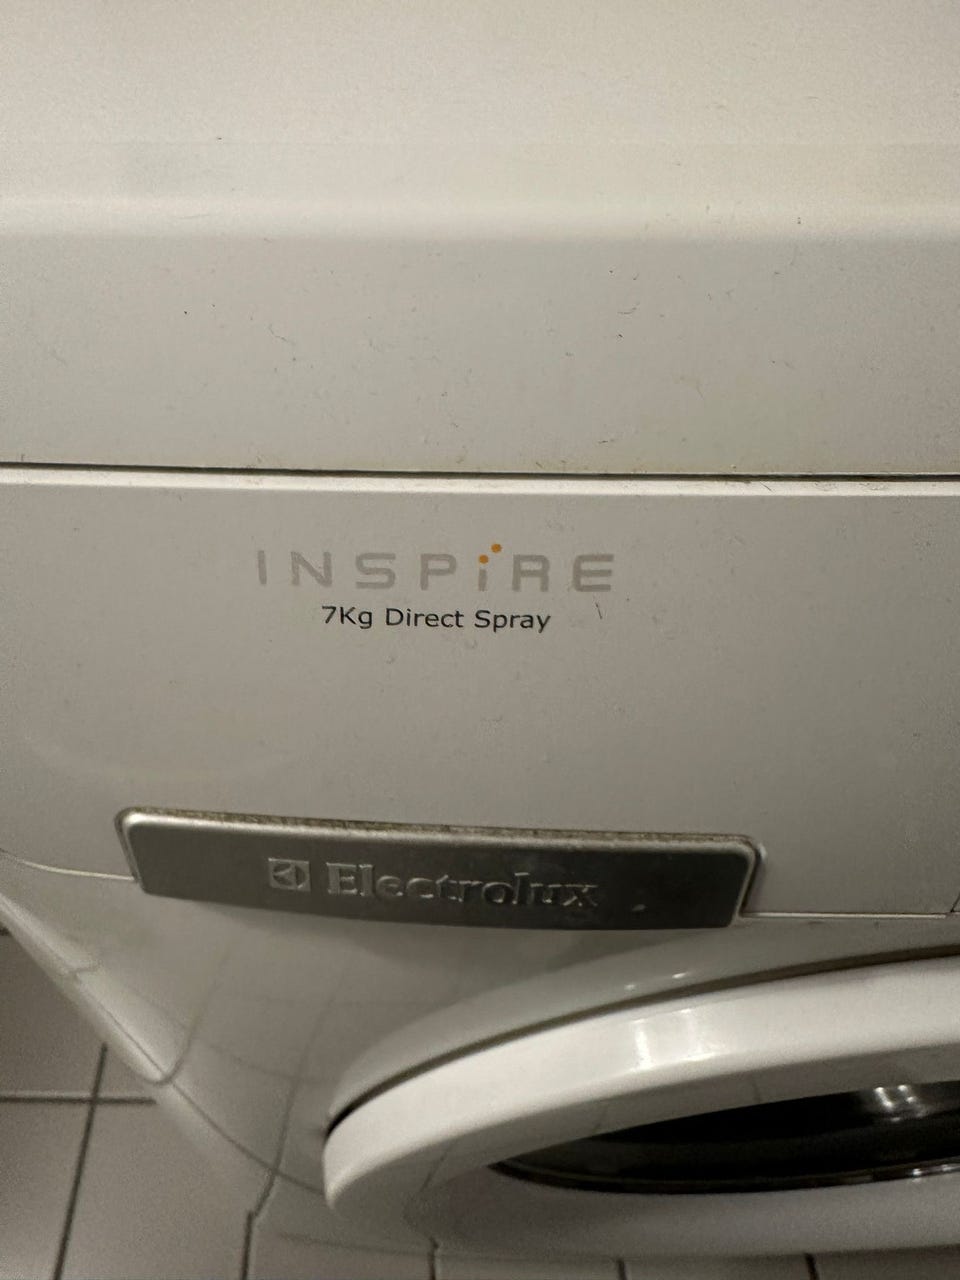 INSPiRE
7Kg Direct Spray
Electrolux